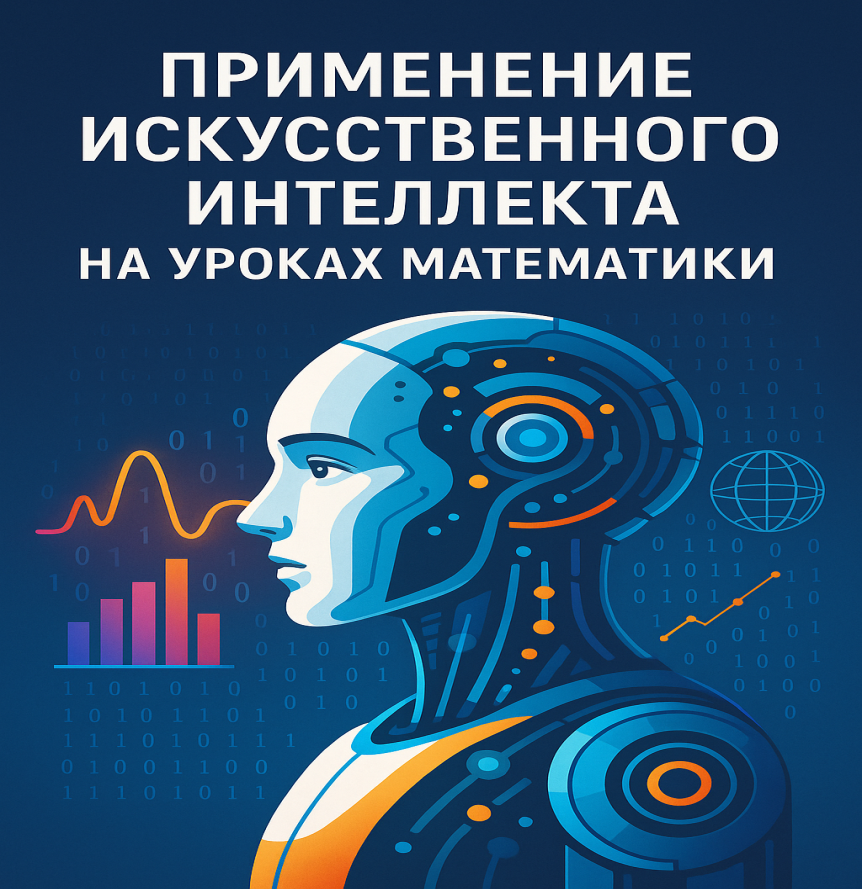 ПРИМЕНЕНИЕ
ИСКУССТВЕННОГО
ИНТЕЛЛЕКТА
НА УРОКАХ МАТЕМАТИКИ